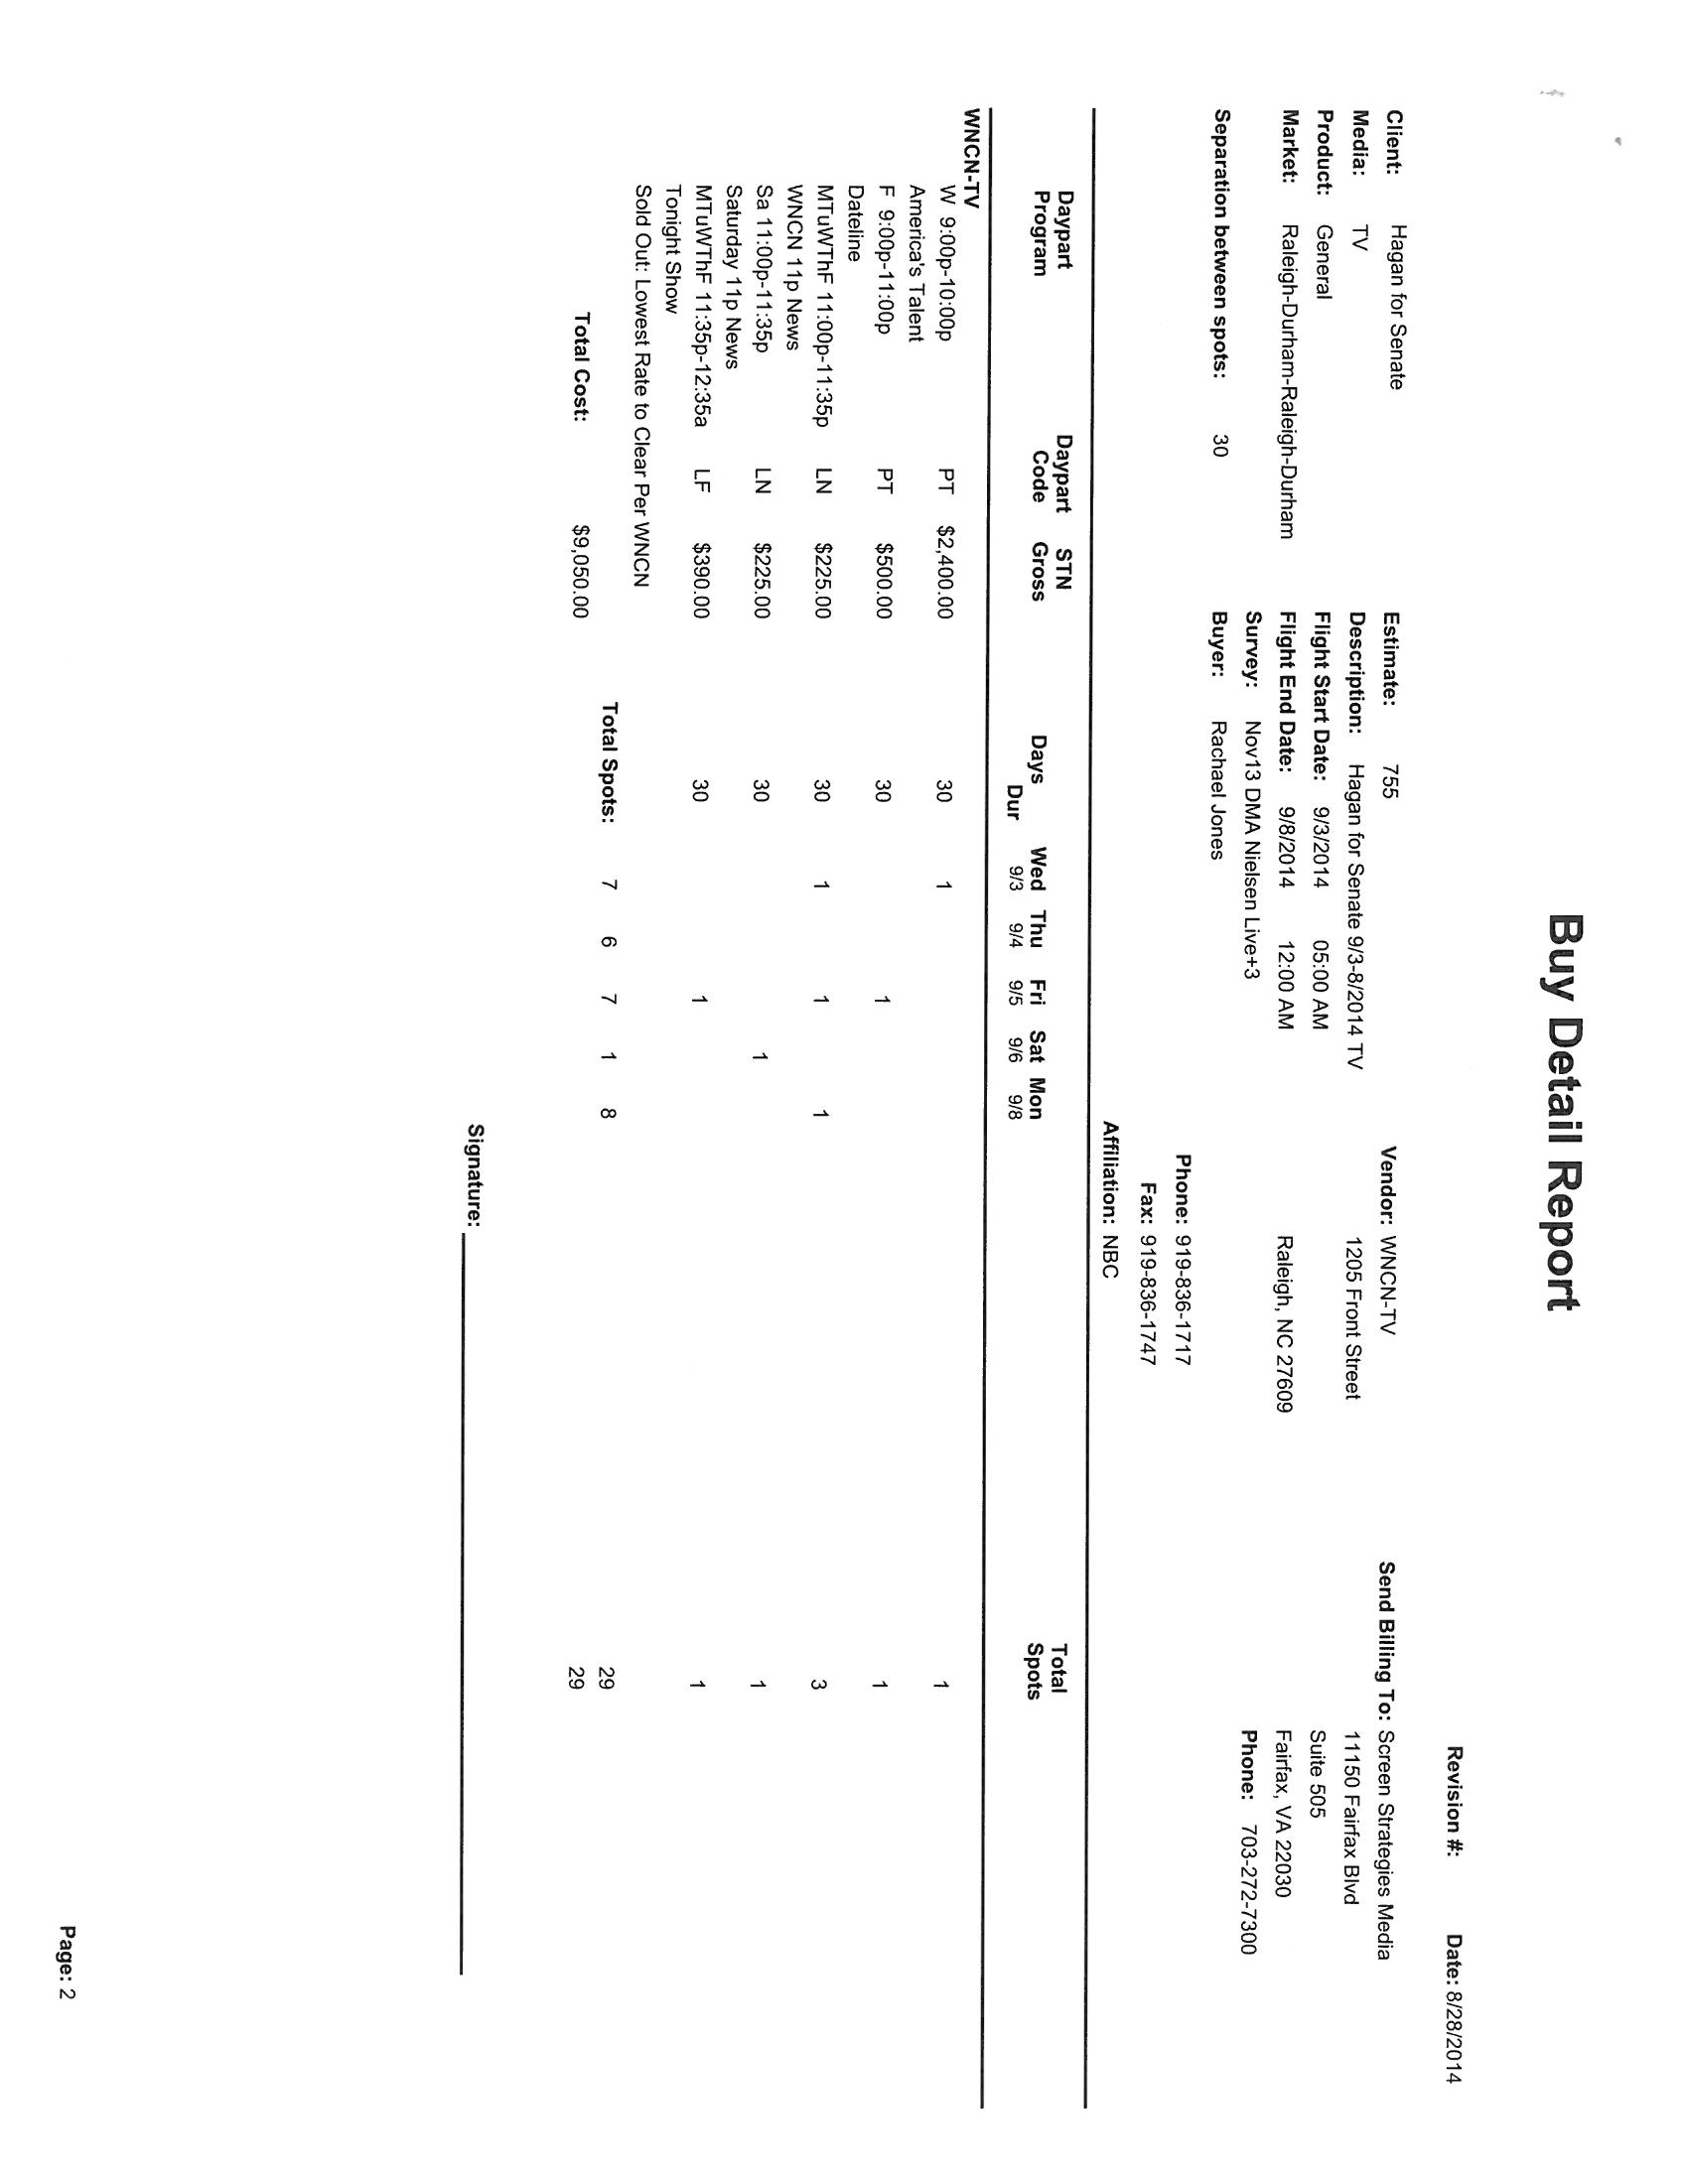 Buy Detail Report
Revision #: Date: 8/28/2014
Client: Hagan for Senate Estimate: 755 Vendor: WNCN-TV Send Billing To: Screen Strategies Media
Media: TV Description: Hagan for Senate 9/3-8/2014 TV 1205 Front Street 11150 Fairfax Blvd
Product: General Flight Start Date: 9/3/2014 05:00 AM Suite 505
Market: Raleigh-Durham-Raleigh-Durham Flight End Date: 9/8/2014 12:00 AM Raleigh, NC 27609 Fairfax, VA 22030
Survey: Nov13 DMA Nielsen Live+3 Phone: 703-272-7300
Separation between spots: 30 Buyer: Rachael Jones
Phone: 919-836-1717
Fax: 919-836-1747
Affiliation: NBC
Daypart Daypart STN Total
Program Code Gross Days Wed Thu Fri Sat Mon Spots
Dur 9/3 9/4 9/5 9/6 9/8
WNCN-TV
W 9:00p-10:00p PT $2,400.00 30 1 1
America's Talent
F 9:00p-11:00p PT $500.00 30 1 1
Dateline
MTuWThF 11:00p-11:35p LN $225.00 30 1 1 1 3
WNCN 11p News
Sa 11:00p-11:35p LN $225.00 30 1 1
Saturday 11p News
MTuWThF 11:35p-12:35a LF $390.00 30 1 1
Tonight Show
Sold Out: Lowest Rate to Clear Per WNCN
Total Spots: 7 6 7 1 8 29
Total Cost: $9,050.00 29
Signature:
Page: 2